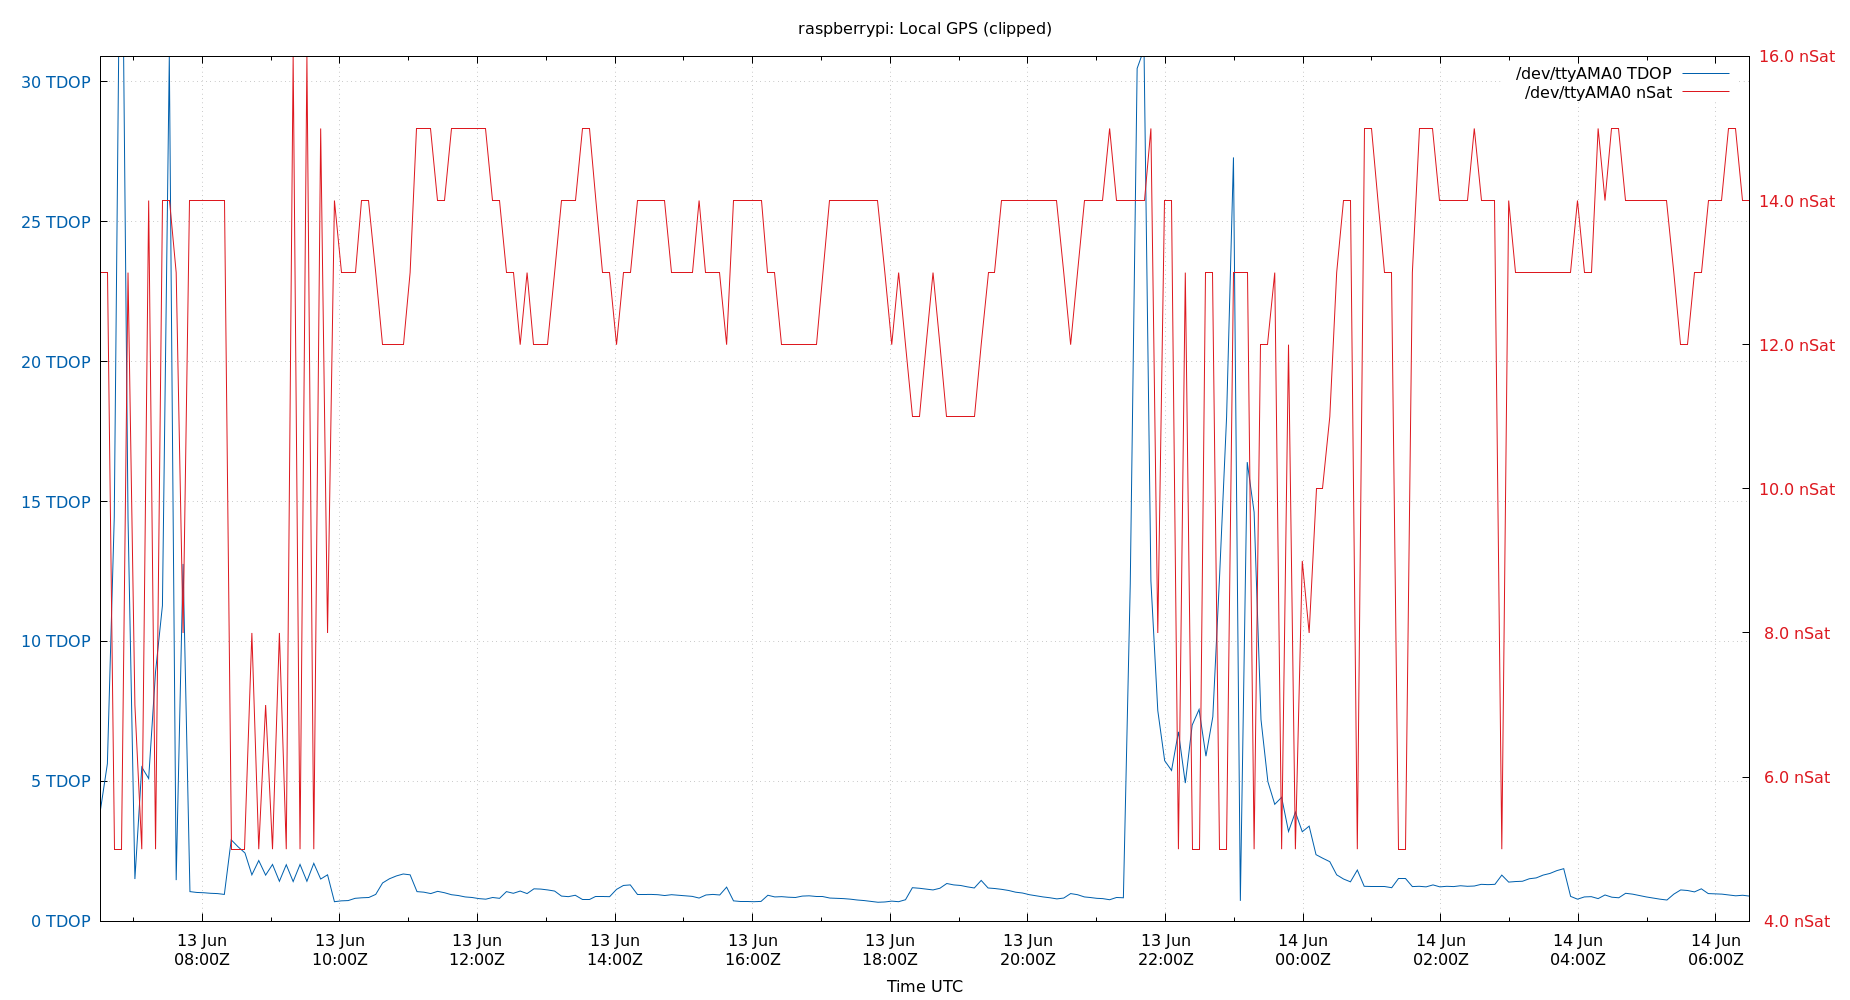 raspberrypi: Local GPS (clipped)
/dev/ttyAMA0 TDOP
/dev/ttyAMA0 nSat
30 TDOP
25 TDOP
20 TDOP
15 TDOP
10 TDOP
5 TDOP
0 TDOP
16.0 nSat
14.0 nSat
12.0 nSat
10.0 nSat
8.0 nSat
6.0 nSat
4.0 nSat
13 Jun 13 Jun 13 Jun 13 Jun 13 Jun 13 Jun 13 Jun 13 Jun 14 Jun 14 Jun 14 Jun 14 Jun
08:00Z 10:00Z 12:00Z 14:00Z 16:00Z 18:00Z 20:00Z 22:00Z 00:00Z 02:00Z 04:00Z 06:00Z
Time UTC